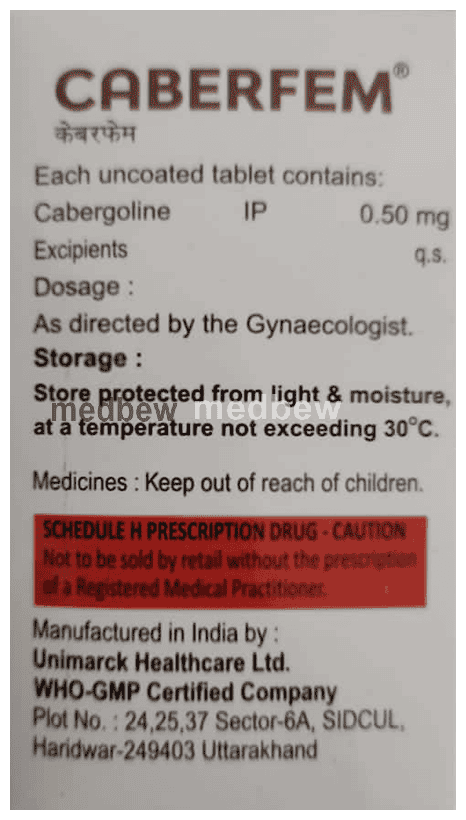 CABERFEM®
केबरफेम
Each uncoated tablet contains:
Cabergoline IP 0.50 mg
Excipients q.s.
Dosage :
As directed by the Gynaecologist.
Storage :
Store protected from light & moisture,
medbew medbew
at a temperature not exceeding 30°C.
Medicines : Keep out of reach of children.
SCHEDULE H PRESCRIPTION DRUG - CAUTION
Not to be sold by retail without the prescription
of a Registered Medical Practitioner.
Manufactured in India by :
Unimarck Healthcare Ltd.
WHO-GMP Certified Company
Plot No. : 24,25,37 Sector-6A, SIDCUL,
Haridwar-249403 Uttarakhand